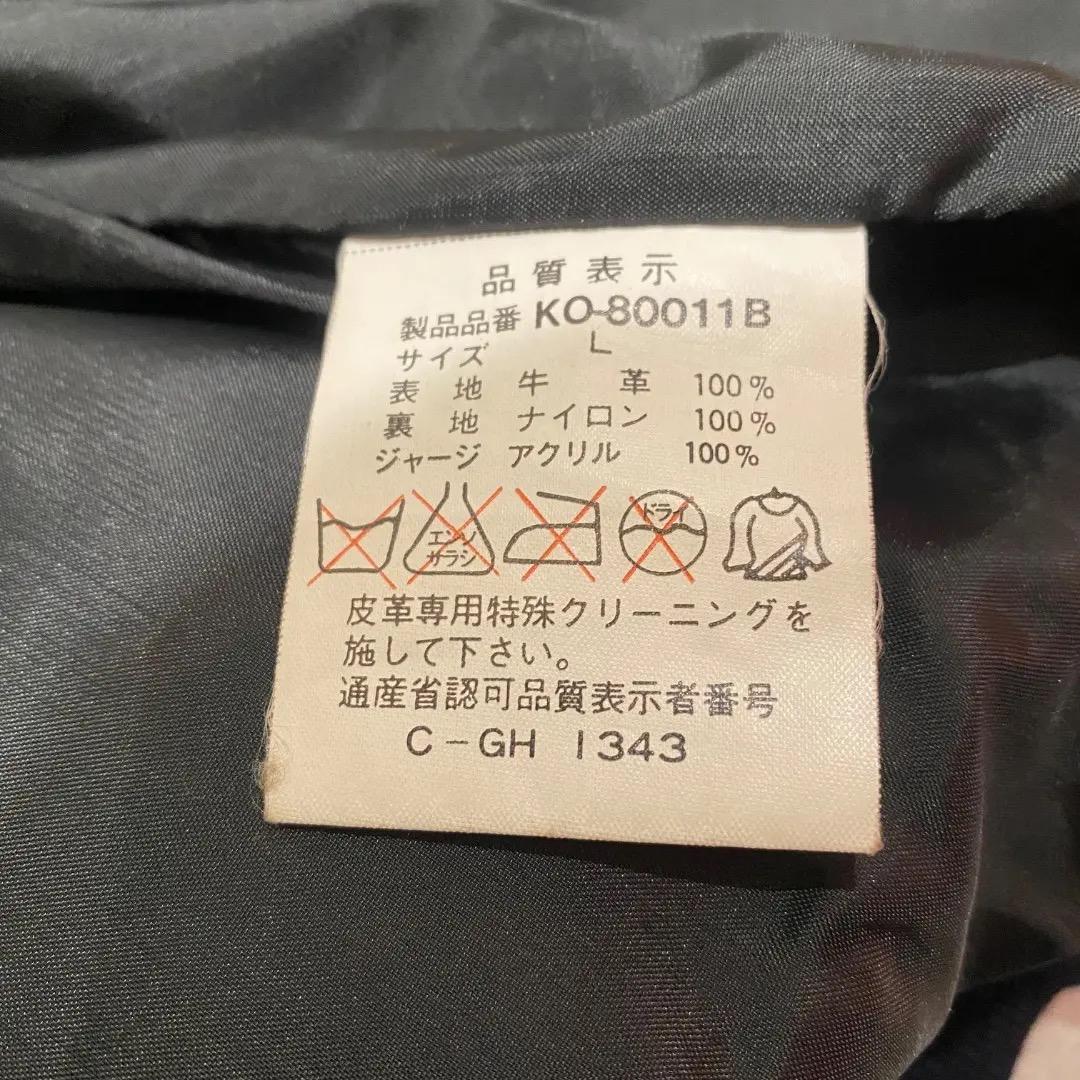 品質表示
製品品番 KO-80011B
サイズ L
表地 牛革 100%
裏地 ナイロン 100%
ジャージ アクリル 100%
エンソ
サラシ
ドライ
皮革専用特殊クリーニングを
施して下さい。
通産省認可品質表示者番号
C-GH 1343